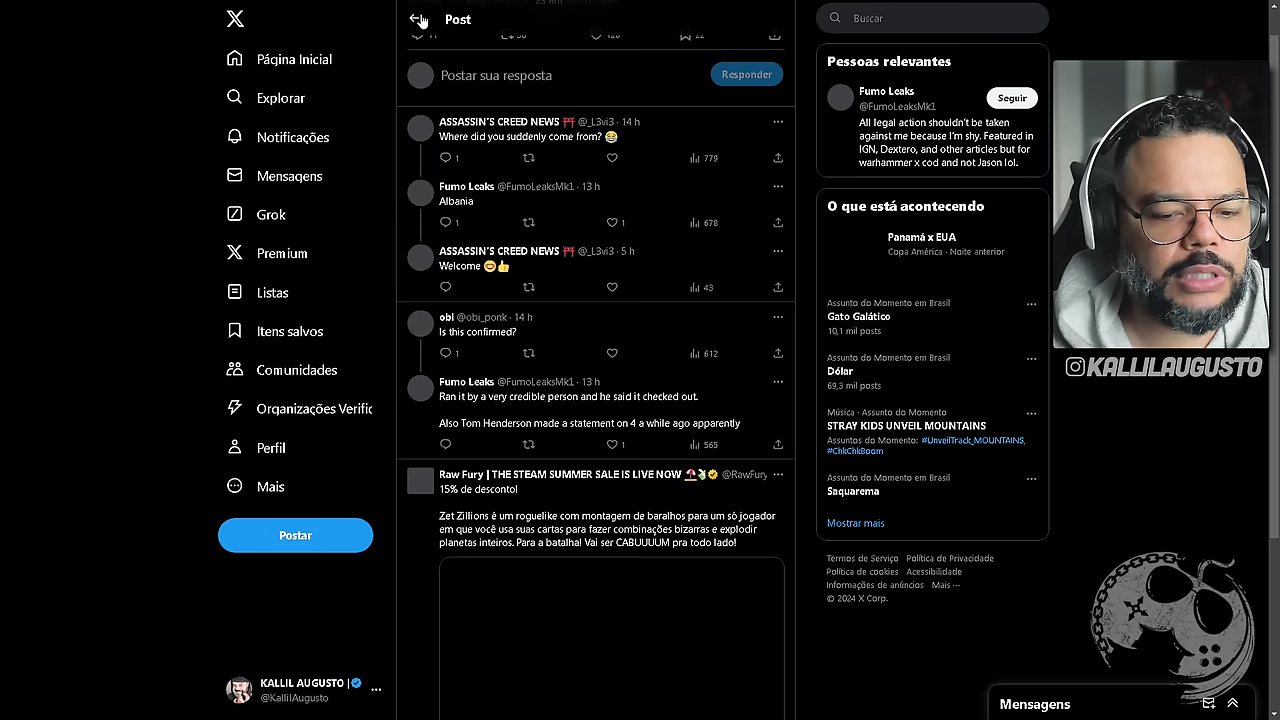 Post
Buscar
Página Inicial
Explorar
Notificações
Mensagens
Grok
Premium
Listas
Itens salvos
Comunidades
Organizações Verific
Perfil
Mais
Postar
KALLIL AUGUSTO |
@KallilAugusto
Postar sua resposta
Responder
ASSASSIN'S CREED NEWS ⛩️ @_L3vi3 · 14 h
Where did you suddenly come from? 😂
1 779
Fumo Leaks @FumoLeaksMk1 · 13 h
Albania
1 1 678
ASSASSIN'S CREED NEWS ⛩️ @_L3vi3 · 5 h
Welcome 😁👍
43
obl @obi_ponk · 14 h
Is this confirmed?
1 612
Fumo Leaks @FumoLeaksMk1 · 13 h
Ran it by a very credible person and he said it checked out.
Also Tom Henderson made a statement on 4 a while ago apparently
1 565
Raw Fury | THE STEAM SUMMER SALE IS LIVE NOW @RawFury
15% de desconto!
Zet Zillions é um roguelike com montagem de baralhos para um só jogador
em que você usa suas cartas para fazer combinações bizarras e explodir
planetas inteiros. Para a batalha! Vai ser CABUUUUM pra todo lado!
Pessoas relevantes
Fumo Leaks
@FumoLeaksMk1
Seguir
All legal action shouldn't be taken
against me because I'm shy. Featured in
IGN, Dextero, and other articles but for
warhammer x cod and not Jason lol.
O que está acontecendo
Panamá x EUA
Copa América · Noite anterior
Assunto do Momento em Brasil
Gato Galático
10,1 mil posts
Assunto do Momento em Brasil
Dólar
69,3 mil posts
Música · Assunto do Momento
STRAY KIDS UNVEIL MOUNTAINS
Assuntos do Momento: #UnveilTrack_MOUNTAINS,
#ChkChkBoom
Assunto do Momento em Brasil
Saquarema
Mostrar mais
Termos de Serviço Política de Privacidade
Política de cookies Acessibilidade
Informações de anúncios Mais ···
© 2024 X Corp.
KALLILAUGUSTO
Mensagens